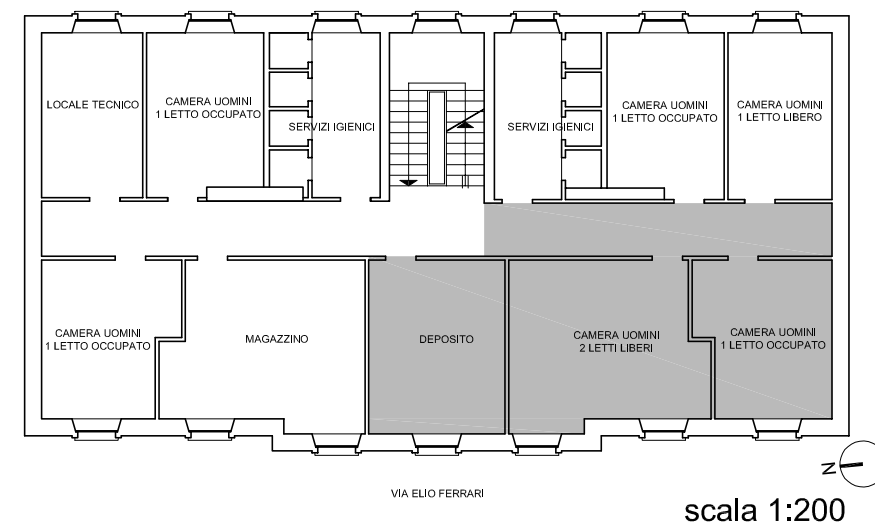 LOCALE TECNICO
CAMERA UOMINI
1 LETTO OCCUPATO
SERVIZI IGIENICI
SERVIZI IGIENICI
CAMERA UOMINI
1 LETTO OCCUPATO
CAMERA UOMINI
1 LETTO LIBERO
CAMERA UOMINI
1 LETTO OCCUPATO
MAGAZZINO
DEPOSITO
CAMERA UOMINI
2 LETTI LIBERI
CAMERA UOMINI
1 LETTO OCCUPATO
N
VIA ELIO FERRARI
scala 1:200